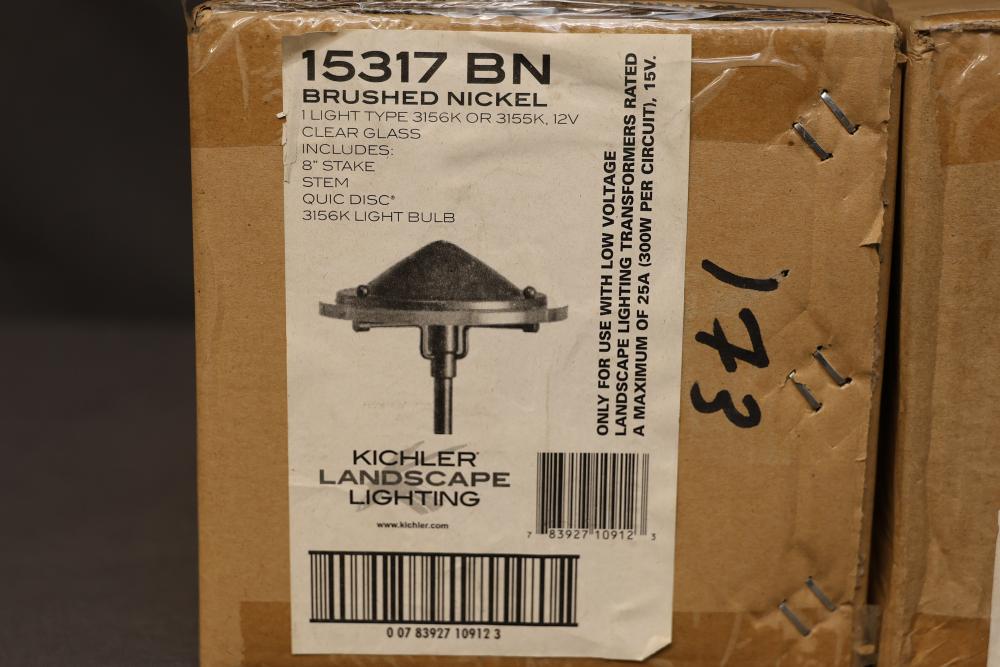 15317 BN
BRUSHED NICKEL
1 LIGHT TYPE 3156K OR 3155K, 12V
CLEAR GLASS
INCLUDES:
8" STAKE
STEM
QUIC DISC®
3156K LIGHT BULB
ONLY FOR USE WITH LOW VOLTAGE
LANDSCAPE LIGHTING TRANSFORMERS RATED
A MAXIMUM OF 25A (300W PER CIRCUIT), 15V.
KICHLER®
LANDSCAPE
LIGHTING
www.kichler.com
7 83927 10912 3
0 07 83927 10912 3
173